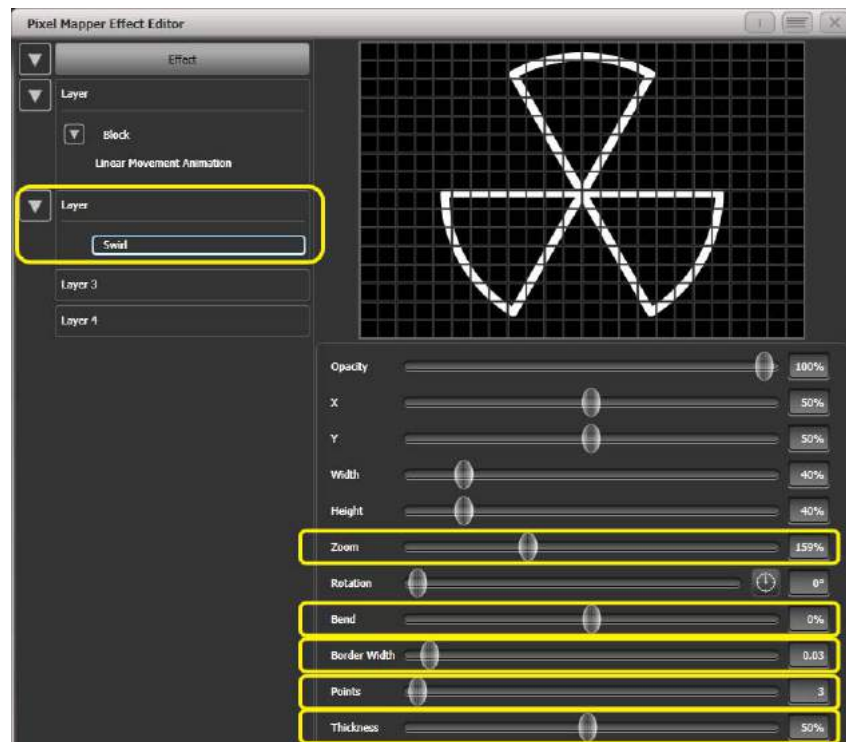 Pixel Mapper Effect Editor
Effect
Layer
Block
Linear Movement Animation
Layer
Swirl
Layer 3
Layer 4
Opacity 100%
X 50%
Y 50%
Width 40%
Height 40%
Zoom 159%
Rotation 0°
Bend 0%
Border Width 0.03
Points 3
Thickness 50%